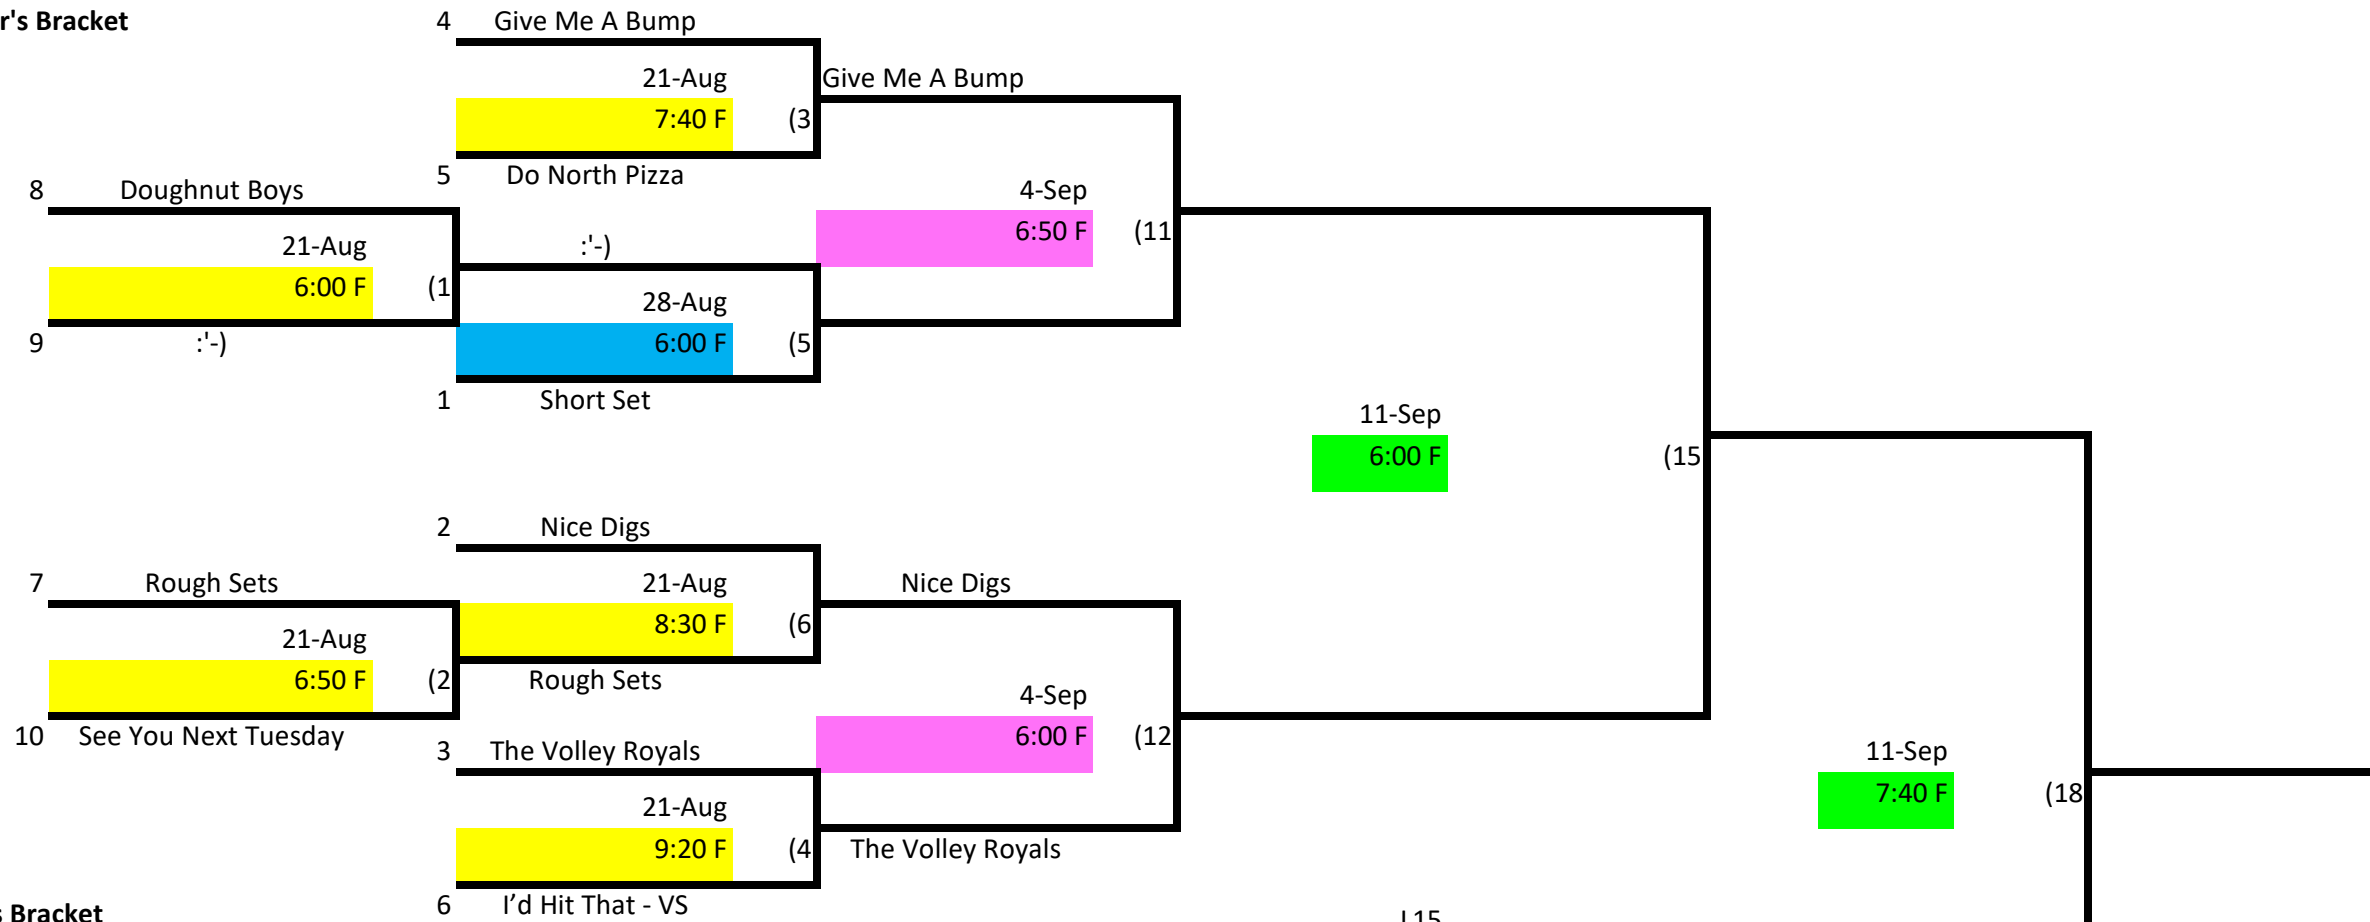 r's Bracket
4 Give Me A Bump
21-Aug
Give Me A Bump
7:40 F (3
5 Do North Pizza
8 Doughnut Boys
4-Sep
21-Aug
:'-)
6:50 F (11
6:00 F (1
28-Aug
9 :'-)
6:00 F (5
1 Short Set
11-Sep
6:00 F (15
2 Nice Digs
7 Rough Sets
21-Aug
Nice Digs
8:30 F (6
21-Aug
6:50 F (2
Rough Sets
4-Sep
10 See You Next Tuesday
6:00 F (12
3 The Volley Royals
11-Sep
21-Aug
7:40 F (18
9:20 F (4
The Volley Royals
6 I’d Hit That - VS
s Bracket
L15